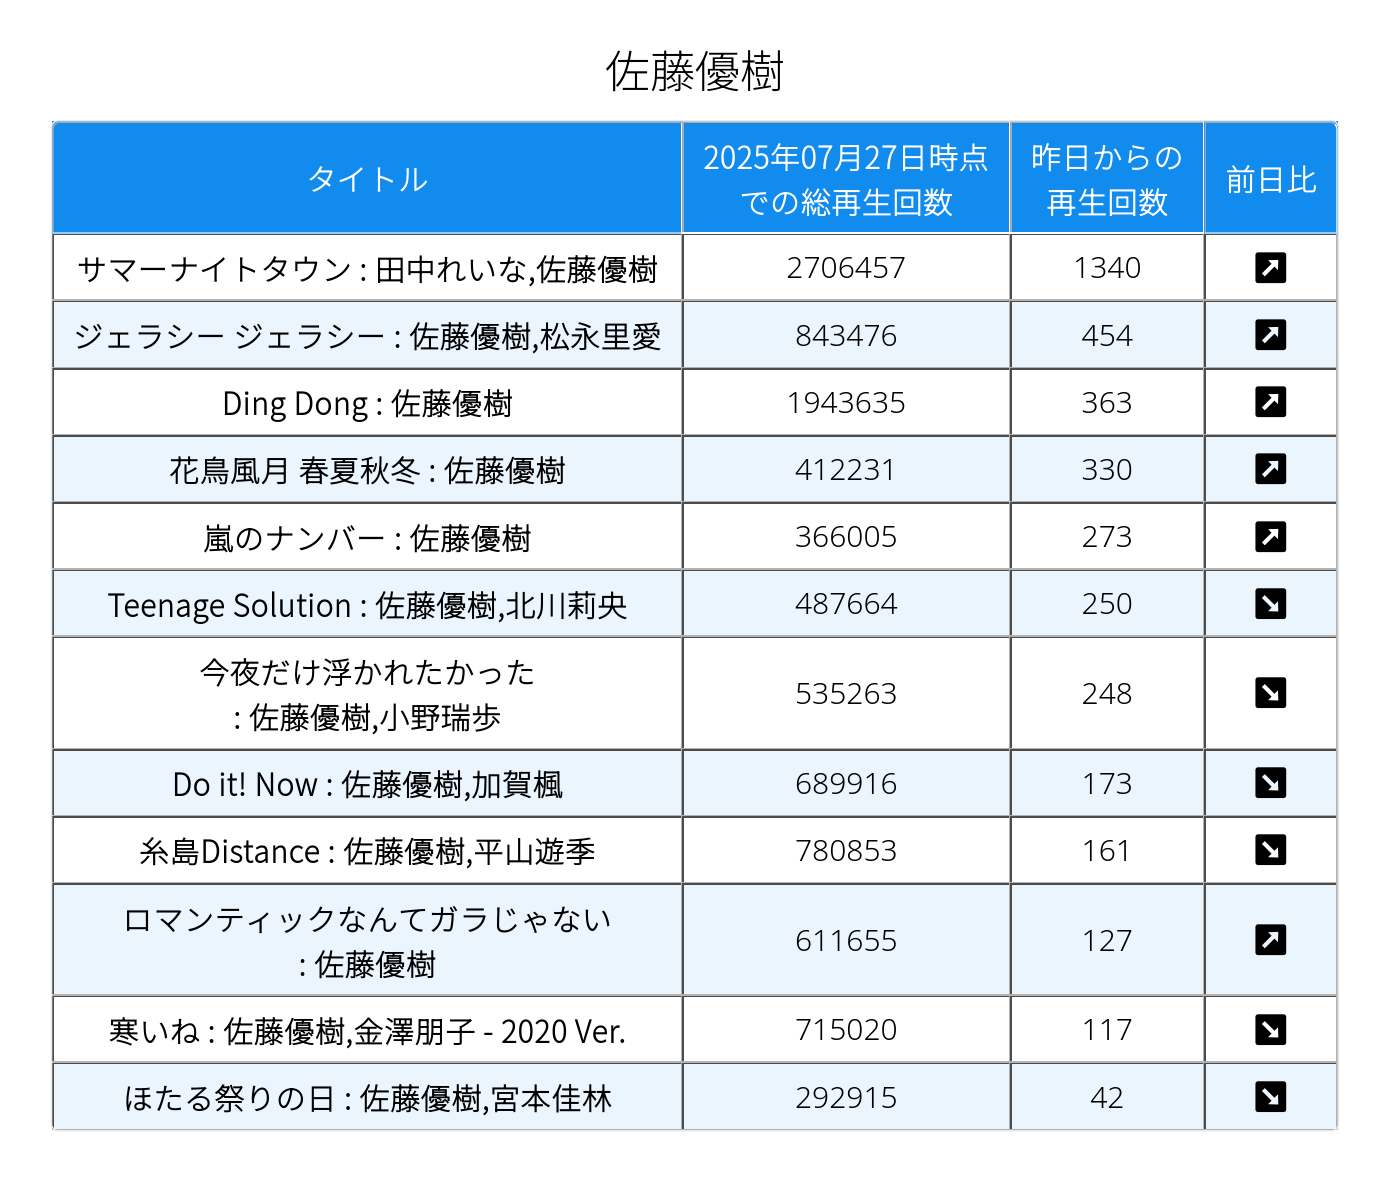 佐藤優樹
タイトル
2025年07月27日時点
での総再生回数
昨日からの
再生回数
前日比
サマーナイトタウン : 田中れいな,佐藤優樹 2706457 1340
ジェラシー ジェラシー : 佐藤優樹,松永里愛 843476 454
Ding Dong : 佐藤優樹 1943635 363
花鳥風月 春夏秋冬 : 佐藤優樹 412231 330
嵐のナンバー : 佐藤優樹 366005 273
Teenage Solution : 佐藤優樹,北川莉央 487664 250
今夜だけ浮かれたかった
: 佐藤優樹,小野瑞歩 535263 248
Do it! Now : 佐藤優樹,加賀楓 689916 173
糸島Distance : 佐藤優樹,平山遊季 780853 161
ロマンティックなんてガラじゃない
: 佐藤優樹 611655 127
寒いね : 佐藤優樹,金澤朋子 - 2020 Ver. 715020 117
ほたる祭りの日 : 佐藤優樹,宮本佳林 292915 42